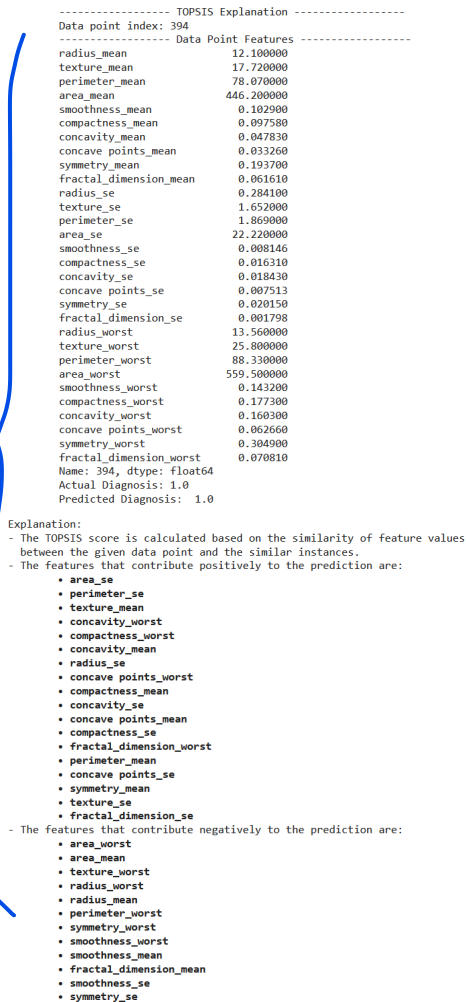 ----------------- TOPSIS Explanation -----------------
Data point index: 394
----------------- Data Point Features -----------------
radius_mean 12.100000
texture_mean 17.720000
perimeter_mean 78.070000
area_mean 446.200000
smoothness_mean 0.102900
compactness_mean 0.097580
concavity_mean 0.047830
concave points_mean 0.033260
symmetry_mean 0.193700
fractal_dimension_mean 0.061610
radius_se 0.284100
texture_se 1.652000
perimeter_se 1.869000
area_se 22.220000
smoothness_se 0.008146
compactness_se 0.016310
concavity_se 0.018430
concave points_se 0.007513
symmetry_se 0.020150
fractal_dimension_se 0.001798
radius_worst 13.560000
texture_worst 25.800000
perimeter_worst 88.330000
area_worst 559.500000
smoothness_worst 0.143200
compactness_worst 0.177300
concavity_worst 0.160300
concave points_worst 0.062660
symmetry_worst 0.304900
fractal_dimension_worst 0.070810
Name: 394, dtype: float64
Actual Diagnosis: 1.0
Predicted Diagnosis:  1.0
Explanation:
- The TOPSIS score is calculated based on the similarity of feature values
between the given data point and the similar instances.
- The features that contribute positively to the prediction are:
• area_se
• perimeter_se
• texture_mean
• concavity_worst
• compactness_worst
• concavity_mean
• radius_se
• concave points_worst
• compactness_mean
• concavity_se
• concave points_mean
• compactness_se
• fractal_dimension_worst
• perimeter_mean
• concave points_se
• symmetry_mean
• texture_se
• fractal_dimension_se
- The features that contribute negatively to the prediction are:
• area_worst
• area_mean
• texture_worst
• radius_worst
• radius_mean
• perimeter_worst
• symmetry_worst
• smoothness_worst
• smoothness_mean
• fractal_dimension_mean
• smoothness_se
• symmetry_se